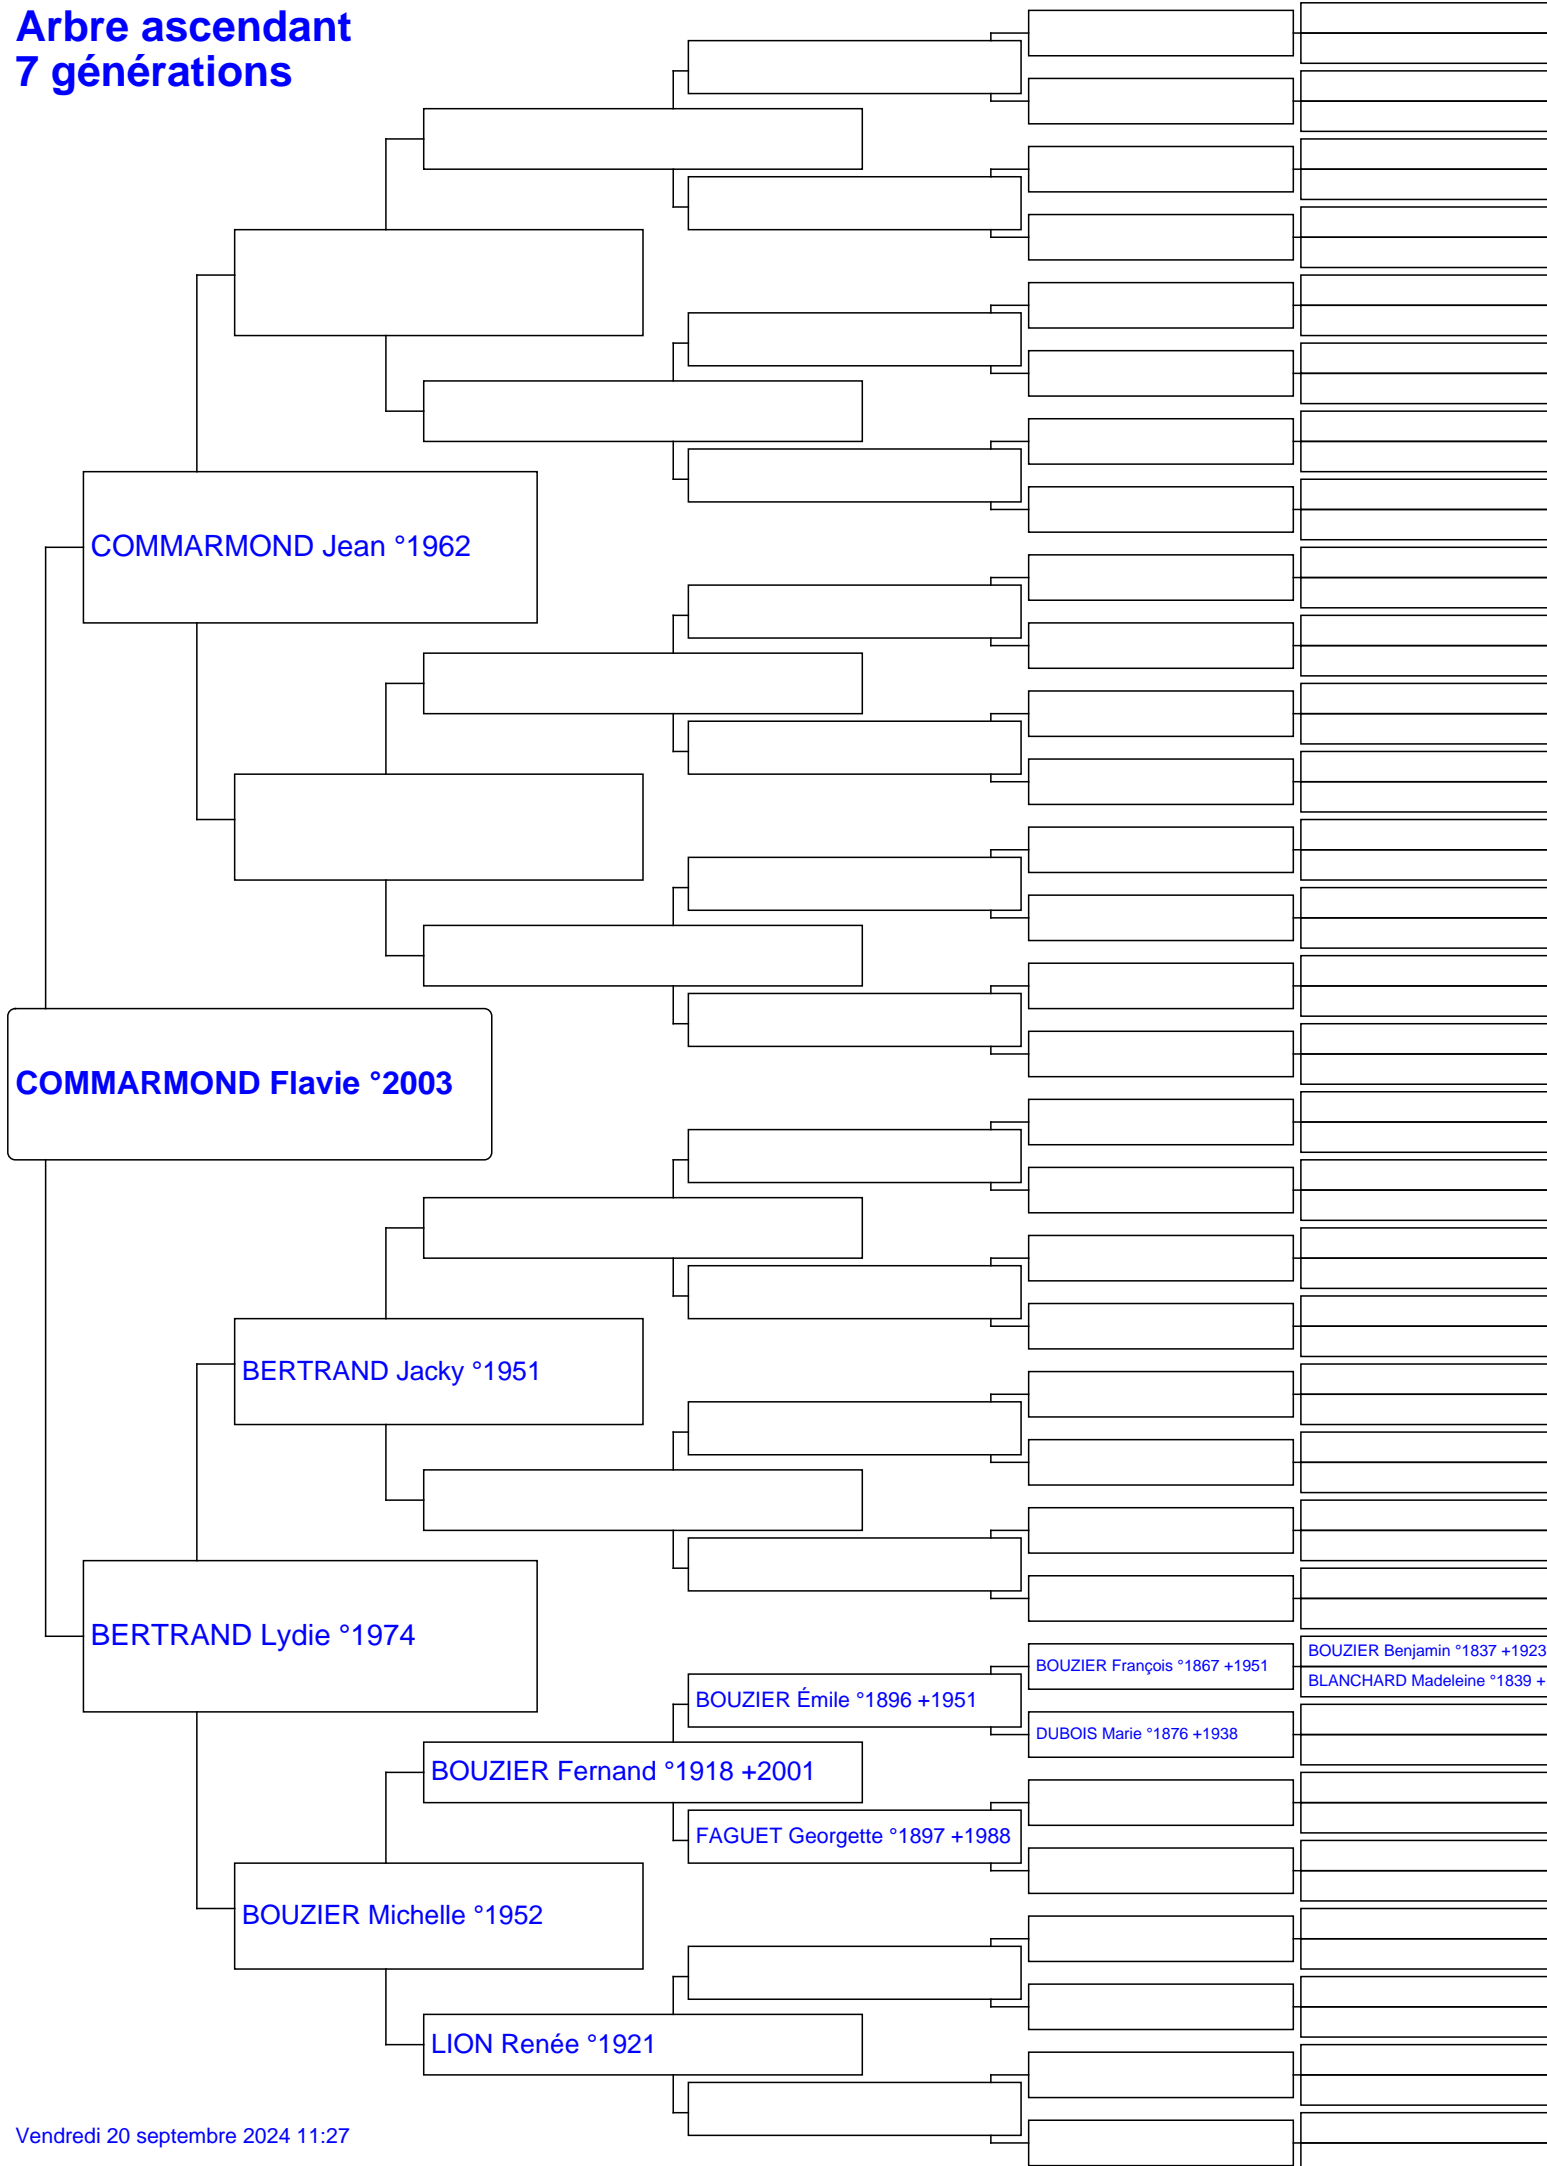 Arbre ascendant
7 générations
COMMARMOND Jean °1962
COMMARMOND Flavie °2003
BERTRAND Jacky °1951
BERTRAND Lydie °1974
BOUZIER François °1867 +1951
BOUZIER Benjamin °1837 +1923
BLANCHARD Madeleine °1839 +
BOUZIER Émile °1896 +1951
DUBOIS Marie °1876 +1938
BOUZIER Fernand °1918 +2001
FAGUET Georgette °1897 +1988
BOUZIER Michelle °1952
LION Renée °1921
Vendredi 20 septembre 2024 11:27